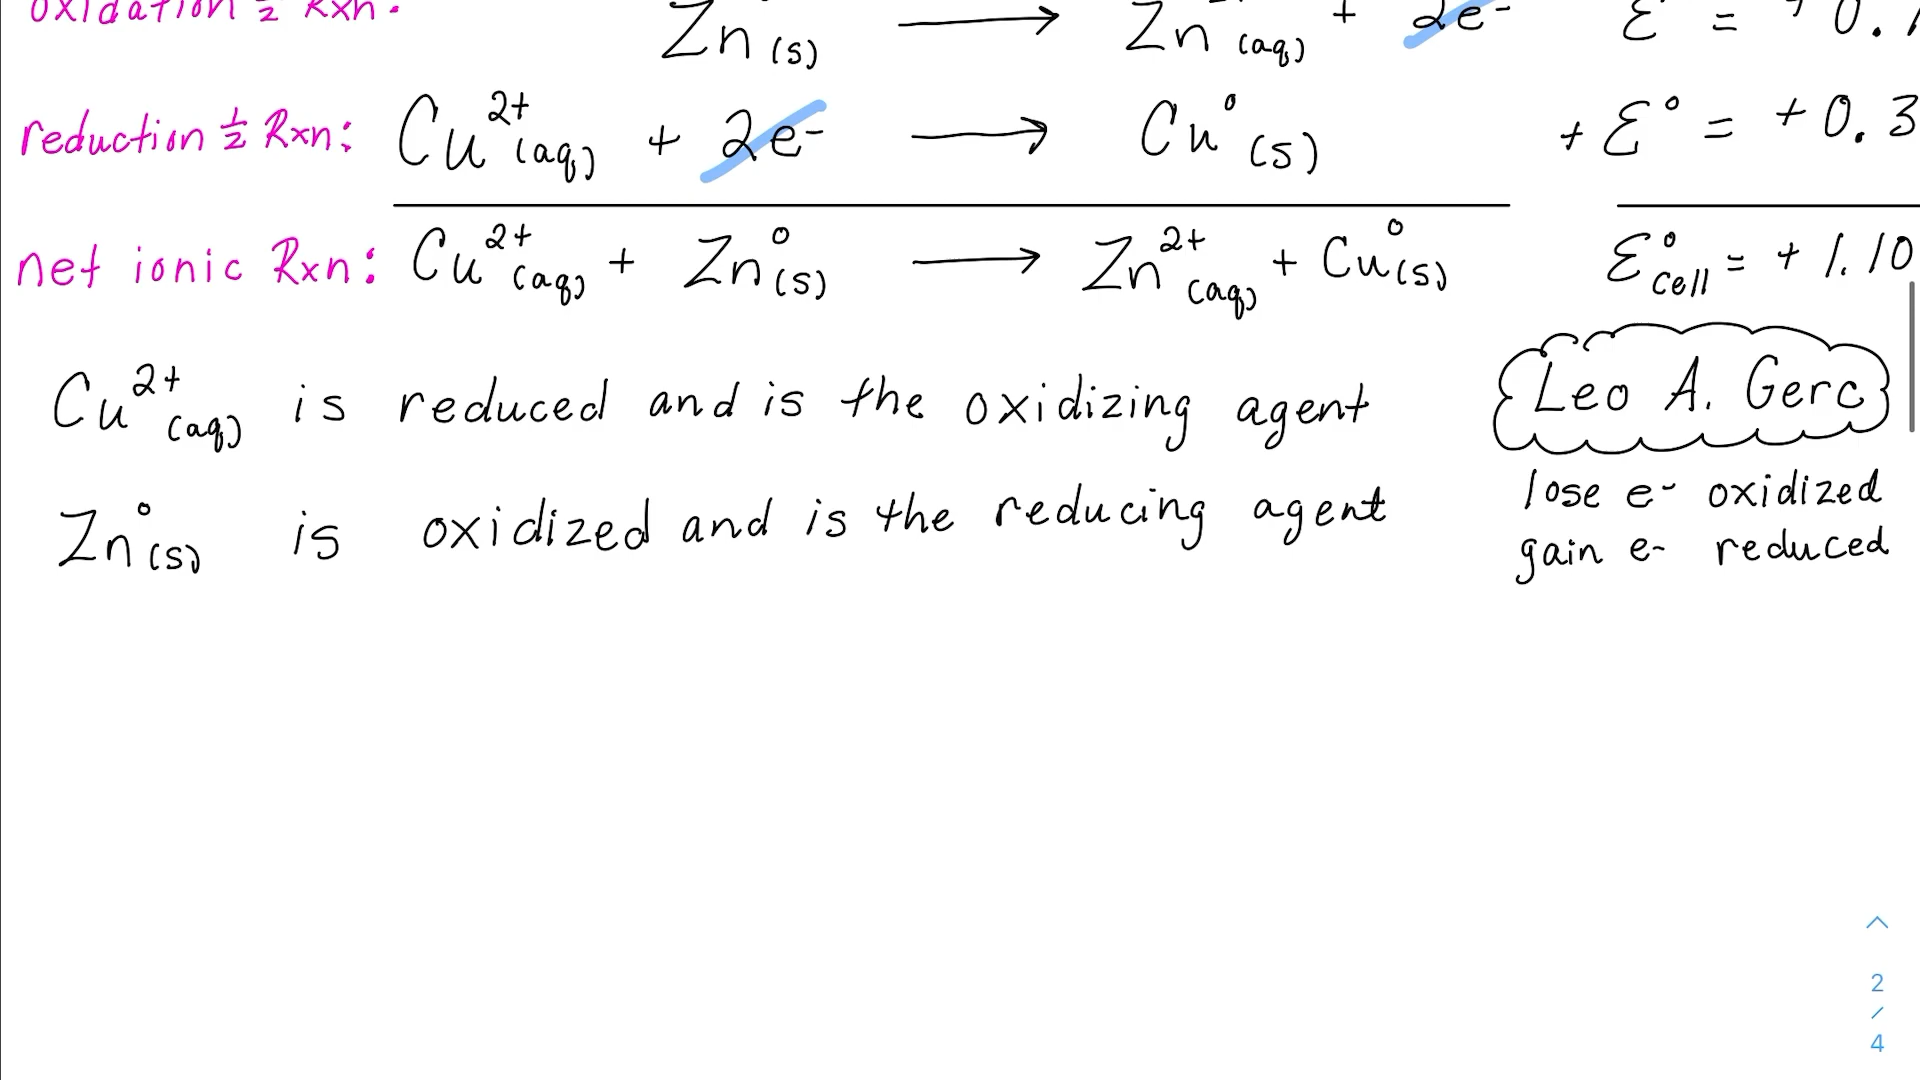 oxidation ½ Rxn:
Zn (s) ⟶ Zn (aq) + 2e- ℰ° = + 0.
reduction ½ Rxn: Cu²⁺(aq) + 2e- ⟶ Cu° (s) + ℰ° = + 0.3
net ionic Rxn: Cu²⁺(aq) + Zn°(s) ⟶ Zn²⁺(aq) + Cu°(s) ℰ°cell = + 1.10
Cu²⁺(aq) is reduced and is the oxidizing agent
Leo A. Gerc
Zn°(s) is oxidized and is the reducing agent
lose e- oxidized
gain e- reduced
2
/
4